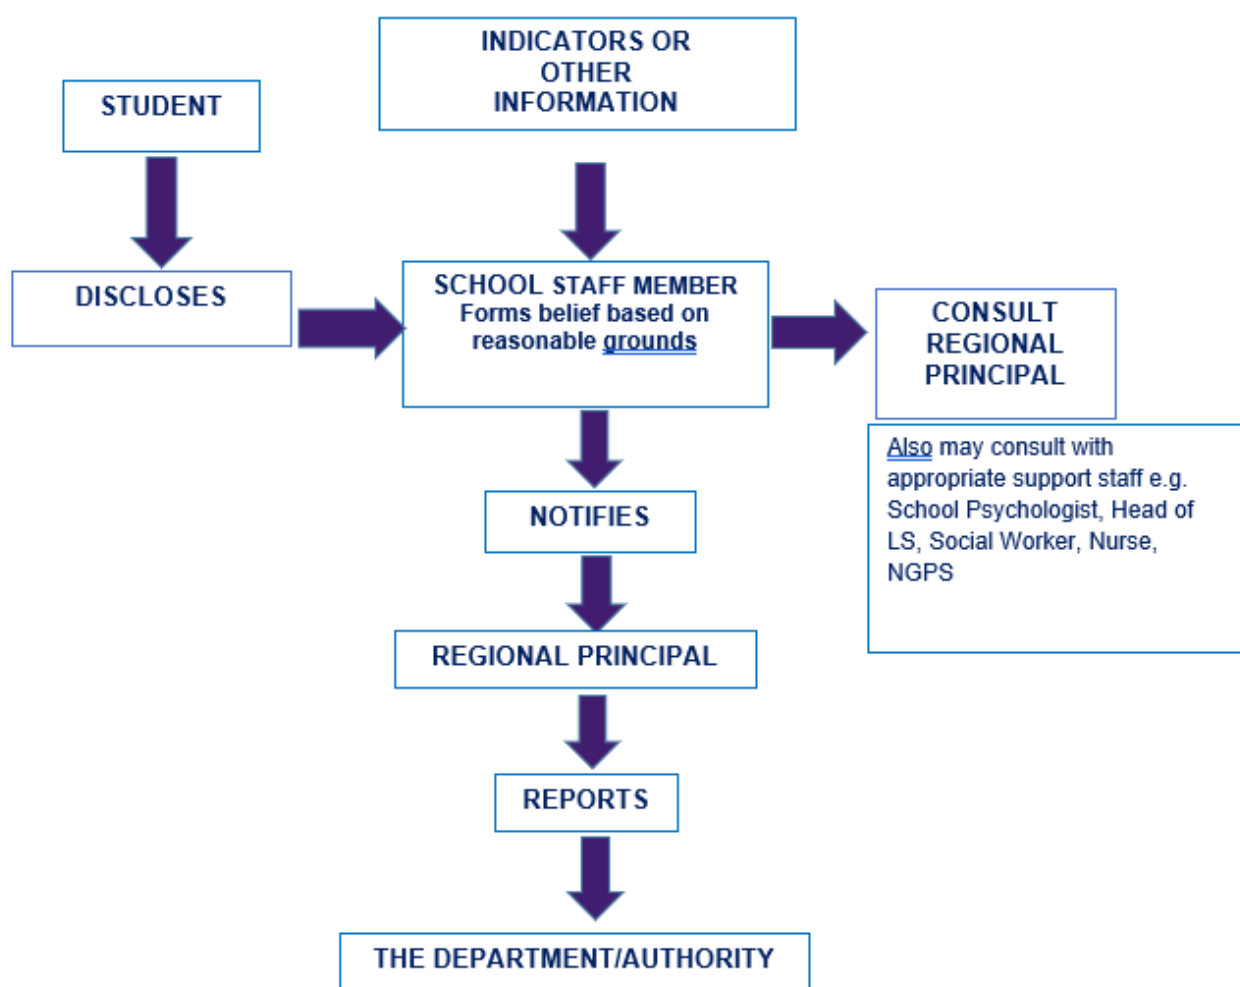 INDICATORS OR
OTHER
INFORMATION
STUDENT
DISCLOSES
SCHOOL STAFF MEMBER
Forms belief based on
reasonable grounds
CONSULT
REGIONAL
PRINCIPAL
Also may consult with
appropriate support staff e.g.
School Psychologist, Head of
LS, Social Worker, Nurse,
NGPS
NOTIFIES
REGIONAL PRINCIPAL
REPORTS
THE DEPARTMENT/AUTHORITY